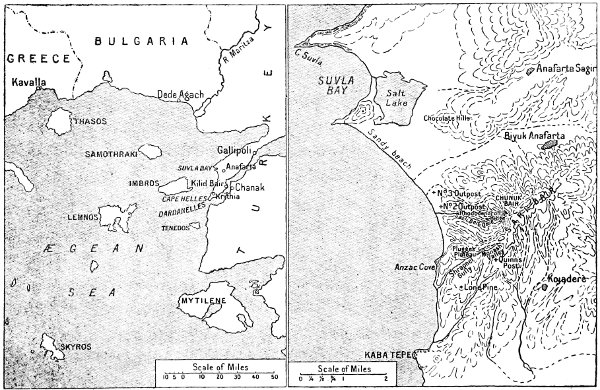 BULGARIA
GREECE
Kavalla
R. Maritza
Dede Agach
THASOS
SAMOTHRAKI
Gallipoli
SUVLA BAY
Anafarta
IMBROS
Kilid Bahr
Chanak
CAPE HELLES
Krithia
DARDANELLES
LEMNOS
TENEDOS
TURKEY
ÆGEAN
SEA
MYTILENE
SKYROS
Scale of Miles
10 5 0 10 20 30 40 50
C. Suvla
SUVLA
BAY
Salt
Lake
Anafarta Sagir
Chocolate Hills
Biyuk Anafarta
Sandy beach
No 3 Outpost
No 2 Outpost
CHUNUK
BAIR
Rhododendron
Plugge's
Plateau
Quinn's
Post
Anzac Cove
Lone Pine
Kojadere
KABA TEPE
Scale of Miles
0 ¼ ½ ¾ 1 2